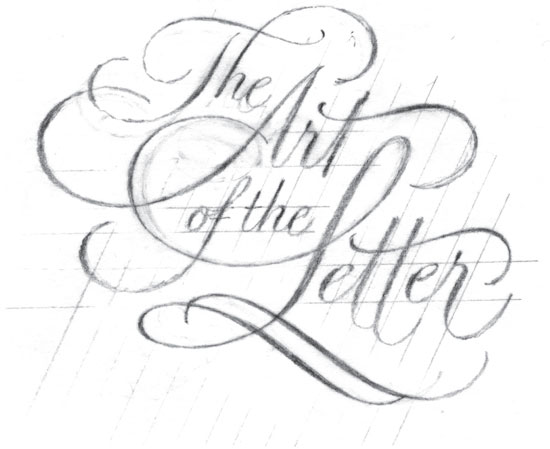 The
Art
of the
Letter